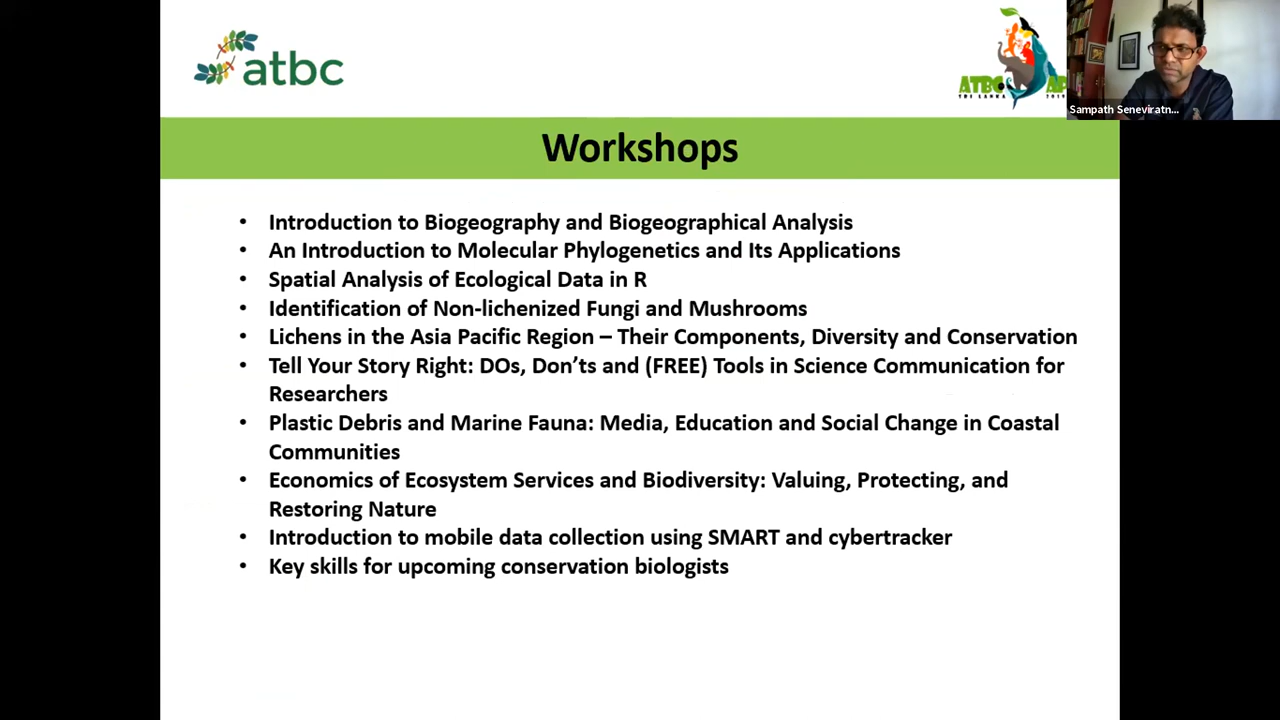 atbc
ATBC AP
Sampath Seneviratn...
Workshops
• Introduction to Biogeography and Biogeographical Analysis
• An Introduction to Molecular Phylogenetics and Its Applications
• Spatial Analysis of Ecological Data in R
• Identification of Non-lichenized Fungi and Mushrooms
• Lichens in the Asia Pacific Region – Their Components, Diversity and Conservation
• Tell Your Story Right: DOs, Don’ts and (FREE) Tools in Science Communication for
Researchers
• Plastic Debris and Marine Fauna: Media, Education and Social Change in Coastal
Communities
• Economics of Ecosystem Services and Biodiversity: Valuing, Protecting, and
Restoring Nature
• Introduction to mobile data collection using SMART and cybertracker
• Key skills for upcoming conservation biologists